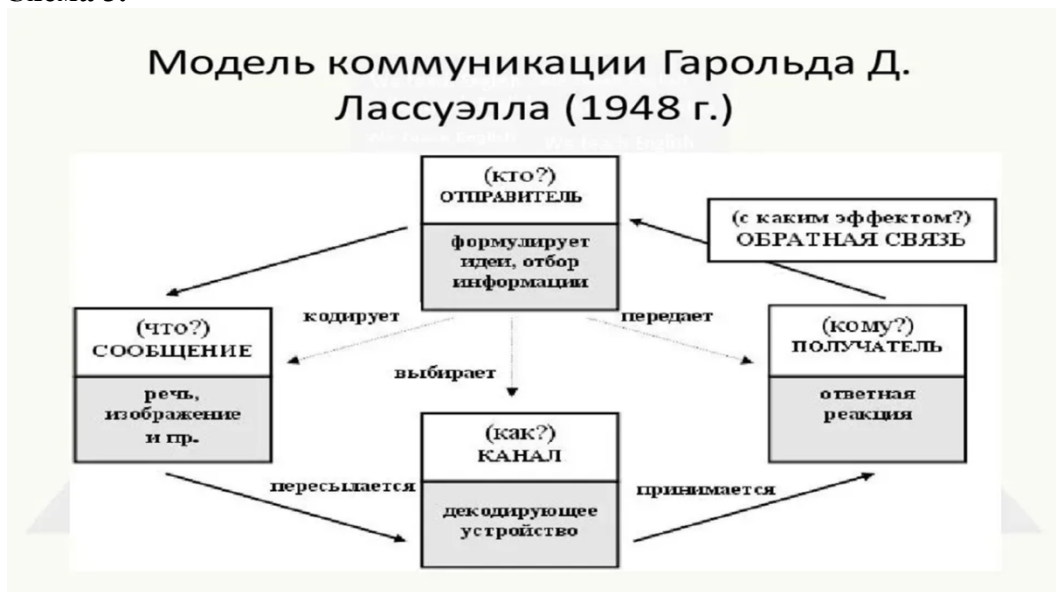 Модель коммуникации Гарольда Д.
Лассуэлла (1948 г.)
(кто?)
ОТПРАВИТЕЛЬ
формулирует
идеи, отбор
информации
(с каким эффектом?)
ОБРАТНАЯ СВЯЗЬ
(что?)
СООБЩЕНИЕ
речь,
изображение
и пр.
кодирует
выбирает
передает
(кому?)
ПОЛУЧАТЕЛЬ
ответная
реакция
(как?)
КАНАЛ
декодирующее
устройство
пересылается
принимается